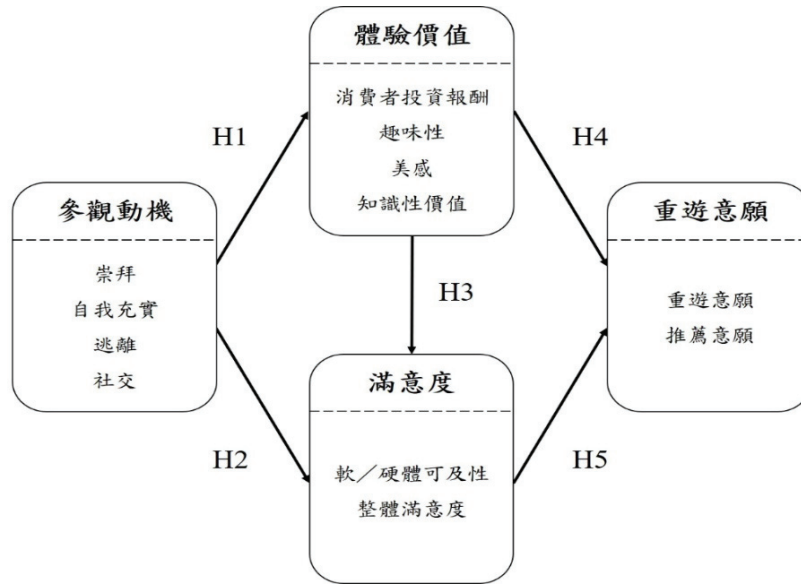 體驗價值
消費者投資報酬
趣味性
美感
知識性價值
H1
H4
參觀動機
崇拜
自我充實
逃離
社交
重遊意願
重遊意願
推薦意願
H3
滿意度
軟／硬體可及性
整體滿意度
H2
H5